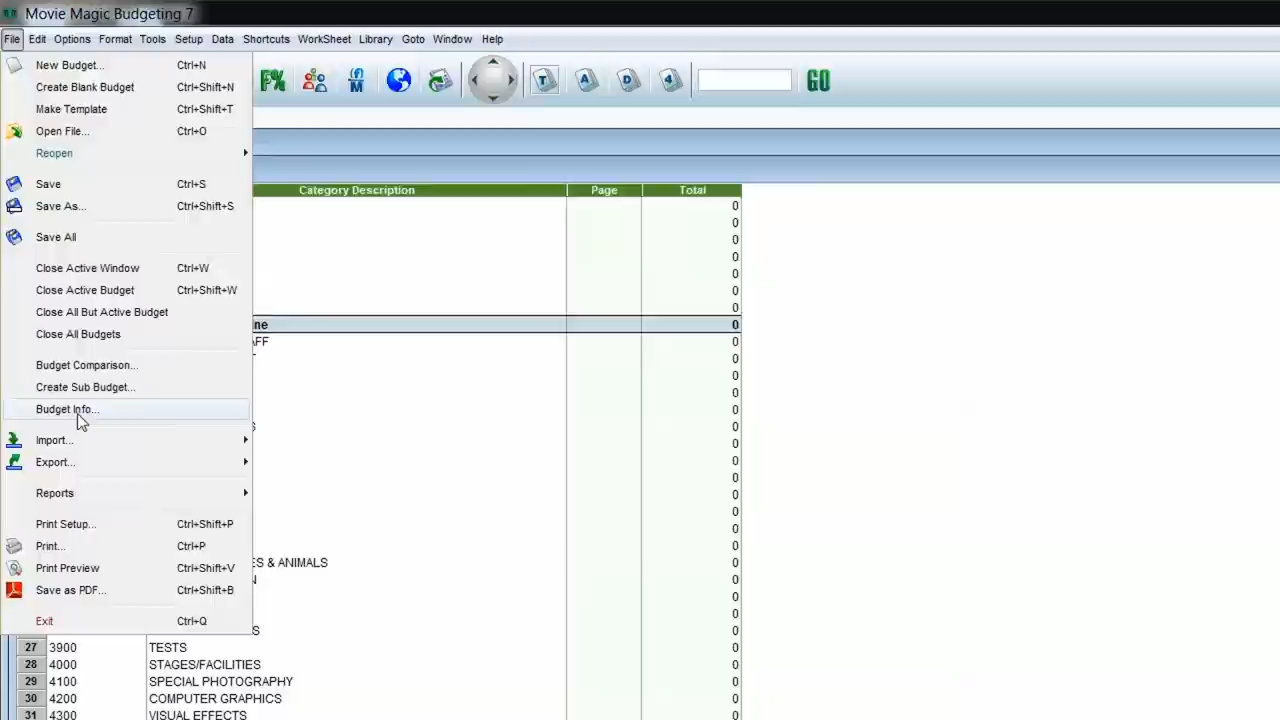 Movie Magic Budgeting 7
File Edit Options Format Tools Setup Data Shortcuts WorkSheet Library Goto Window Help
New Budget... Ctrl+N
Create Blank Budget Ctrl+Shift+N
Make Template Ctrl+Shift+T
Open File... Ctrl+O
Reopen
Save Ctrl+S
Save As... Ctrl+Shift+S
Save All
Close Active Window Ctrl+W
Close Active Budget Ctrl+Shift+W
Close All But Active Budget
Close All Budgets
Budget Comparison...
Create Sub Budget...
Budget Info...
Import...
Export...
Reports
Print Setup... Ctrl+Shift+P
Print... Ctrl+P
Print Preview Ctrl+Shift+V
Save as PDF... Ctrl+Shift+B
Exit Ctrl+Q
F% f M T A D 4 GO
Category Description Page Total
0
0
0
0
0
0
0
ne 0
AFF 0
0
0
0
0
S 0
0
0
0
0
0
0
0
ES & ANIMALS 0
N 0
0
0
S 0
27 3900 TESTS 0
28 4000 STAGES/FACILITIES 0
29 4100 SPECIAL PHOTOGRAPHY 0
30 4200 COMPUTER GRAPHICS 0
31 4300 VISUAL EFFECTS 0